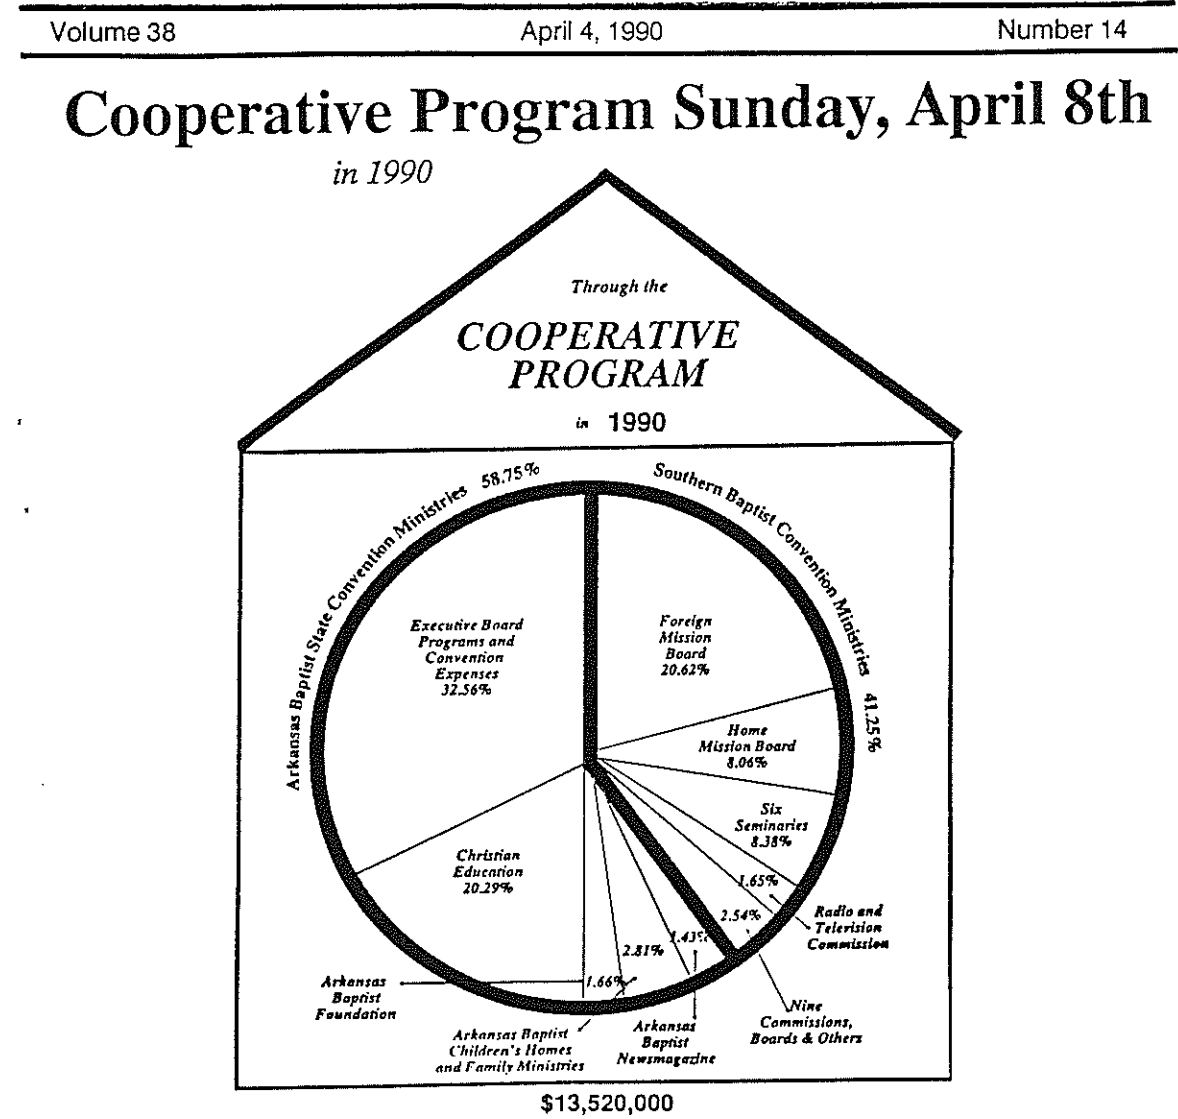 Volume 38 April 4, 1990 Number 14
Cooperative Program Sunday, April 8th
in 1990
Through the
COOPERATIVE
PROGRAM
in 1990
Arkansas Baptist State Convention Ministries 58.75%
Southern Baptist Convention Ministries 41.25%
Executive Board
Programs and
Convention
Expenses
32.56%
Foreign
Mission
Board
20.62%
Home
Mission Board
8.06%
Six
Seminaries
8.38%
Christian
Education
20.29%
1.65%
Radio and
Television
Commission
2.54%
1.43%
2.81%
1.66%
Arkansas
Baptist
Foundation
Arkansas Baptist
Children's Homes
and Family Ministries
Arkansas
Baptist
Newsmagazine
Nine
Commissions,
Boards & Others
$13,520,000